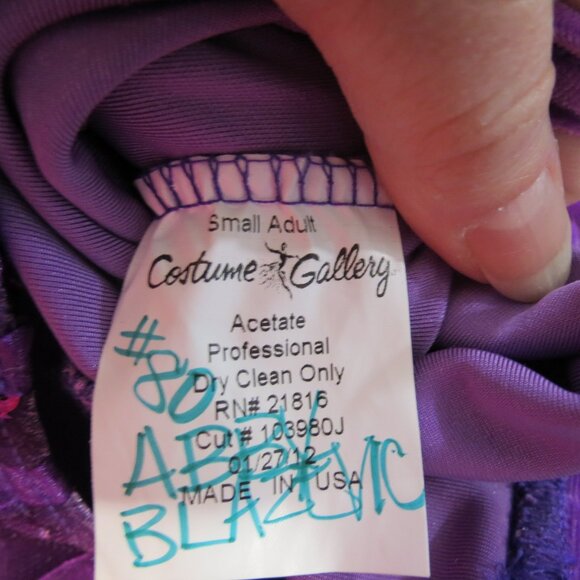 Small Adult
Costume Gallery
Acetate
Professional
Dry Clean Only
RN# 21816
Cut # 103980J
01/27/12
MADE IN USA
#80
ABBY